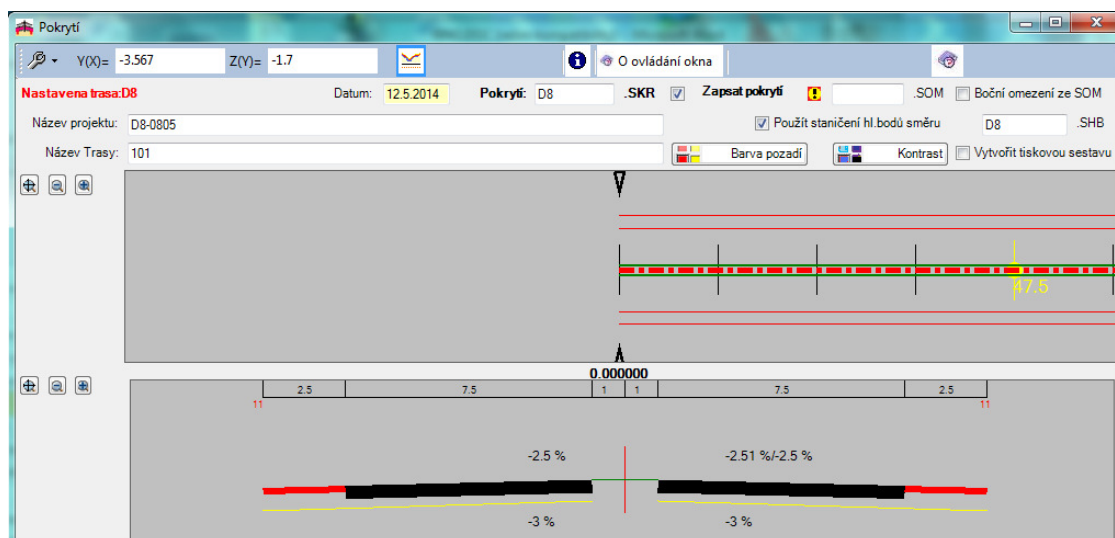 Pokrytí
Y(X)= -3.567 Z(Y)= -1.7 O ovládání okna
Nastavena trasa:D8 Datum: 12.5.2014 Pokrytí: D8 .SKR Zapsat pokrytí .SOM Boční omezení ze SOM
Název projektu: D8-0805 Použít staničení hl.bodů směru D8 .SHB
Název Trasy: 101 Barva pozadí Kontrast Vytvořit tiskovou sestavu
47.5
0.000000
2.5 7.5 1 1 7.5 2.5
11 11
-2.5 % -2.51 %/-2.5 %
-3 % -3 %